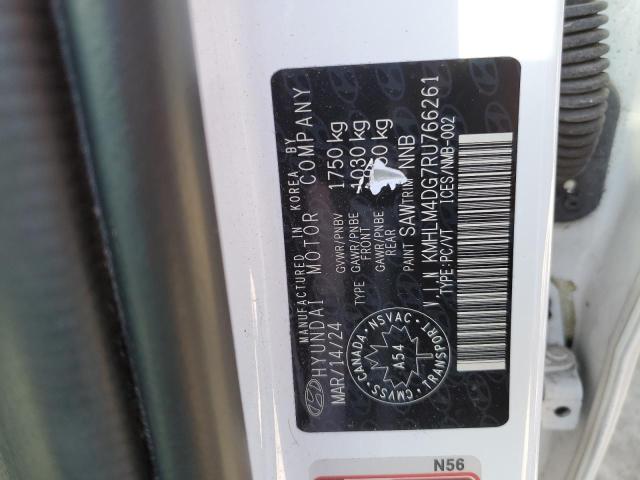 MANUFACTURED IN KOREA BY
HYUNDAI MOTOR COMPANY
MAR/14/24
GVWR/PNBV 1750 kg
TYPE GAWR/PNBE FRONT 1030 kg
GAWR/PNBE REAR kg
PAINT SAW TRIM NNB
V.I.N KMHLM4DG7RU766261
TYPE:PC/VT ICES/NMB-002
CANADA NSVAC
A54
CMVSS TRANSPORT
N56